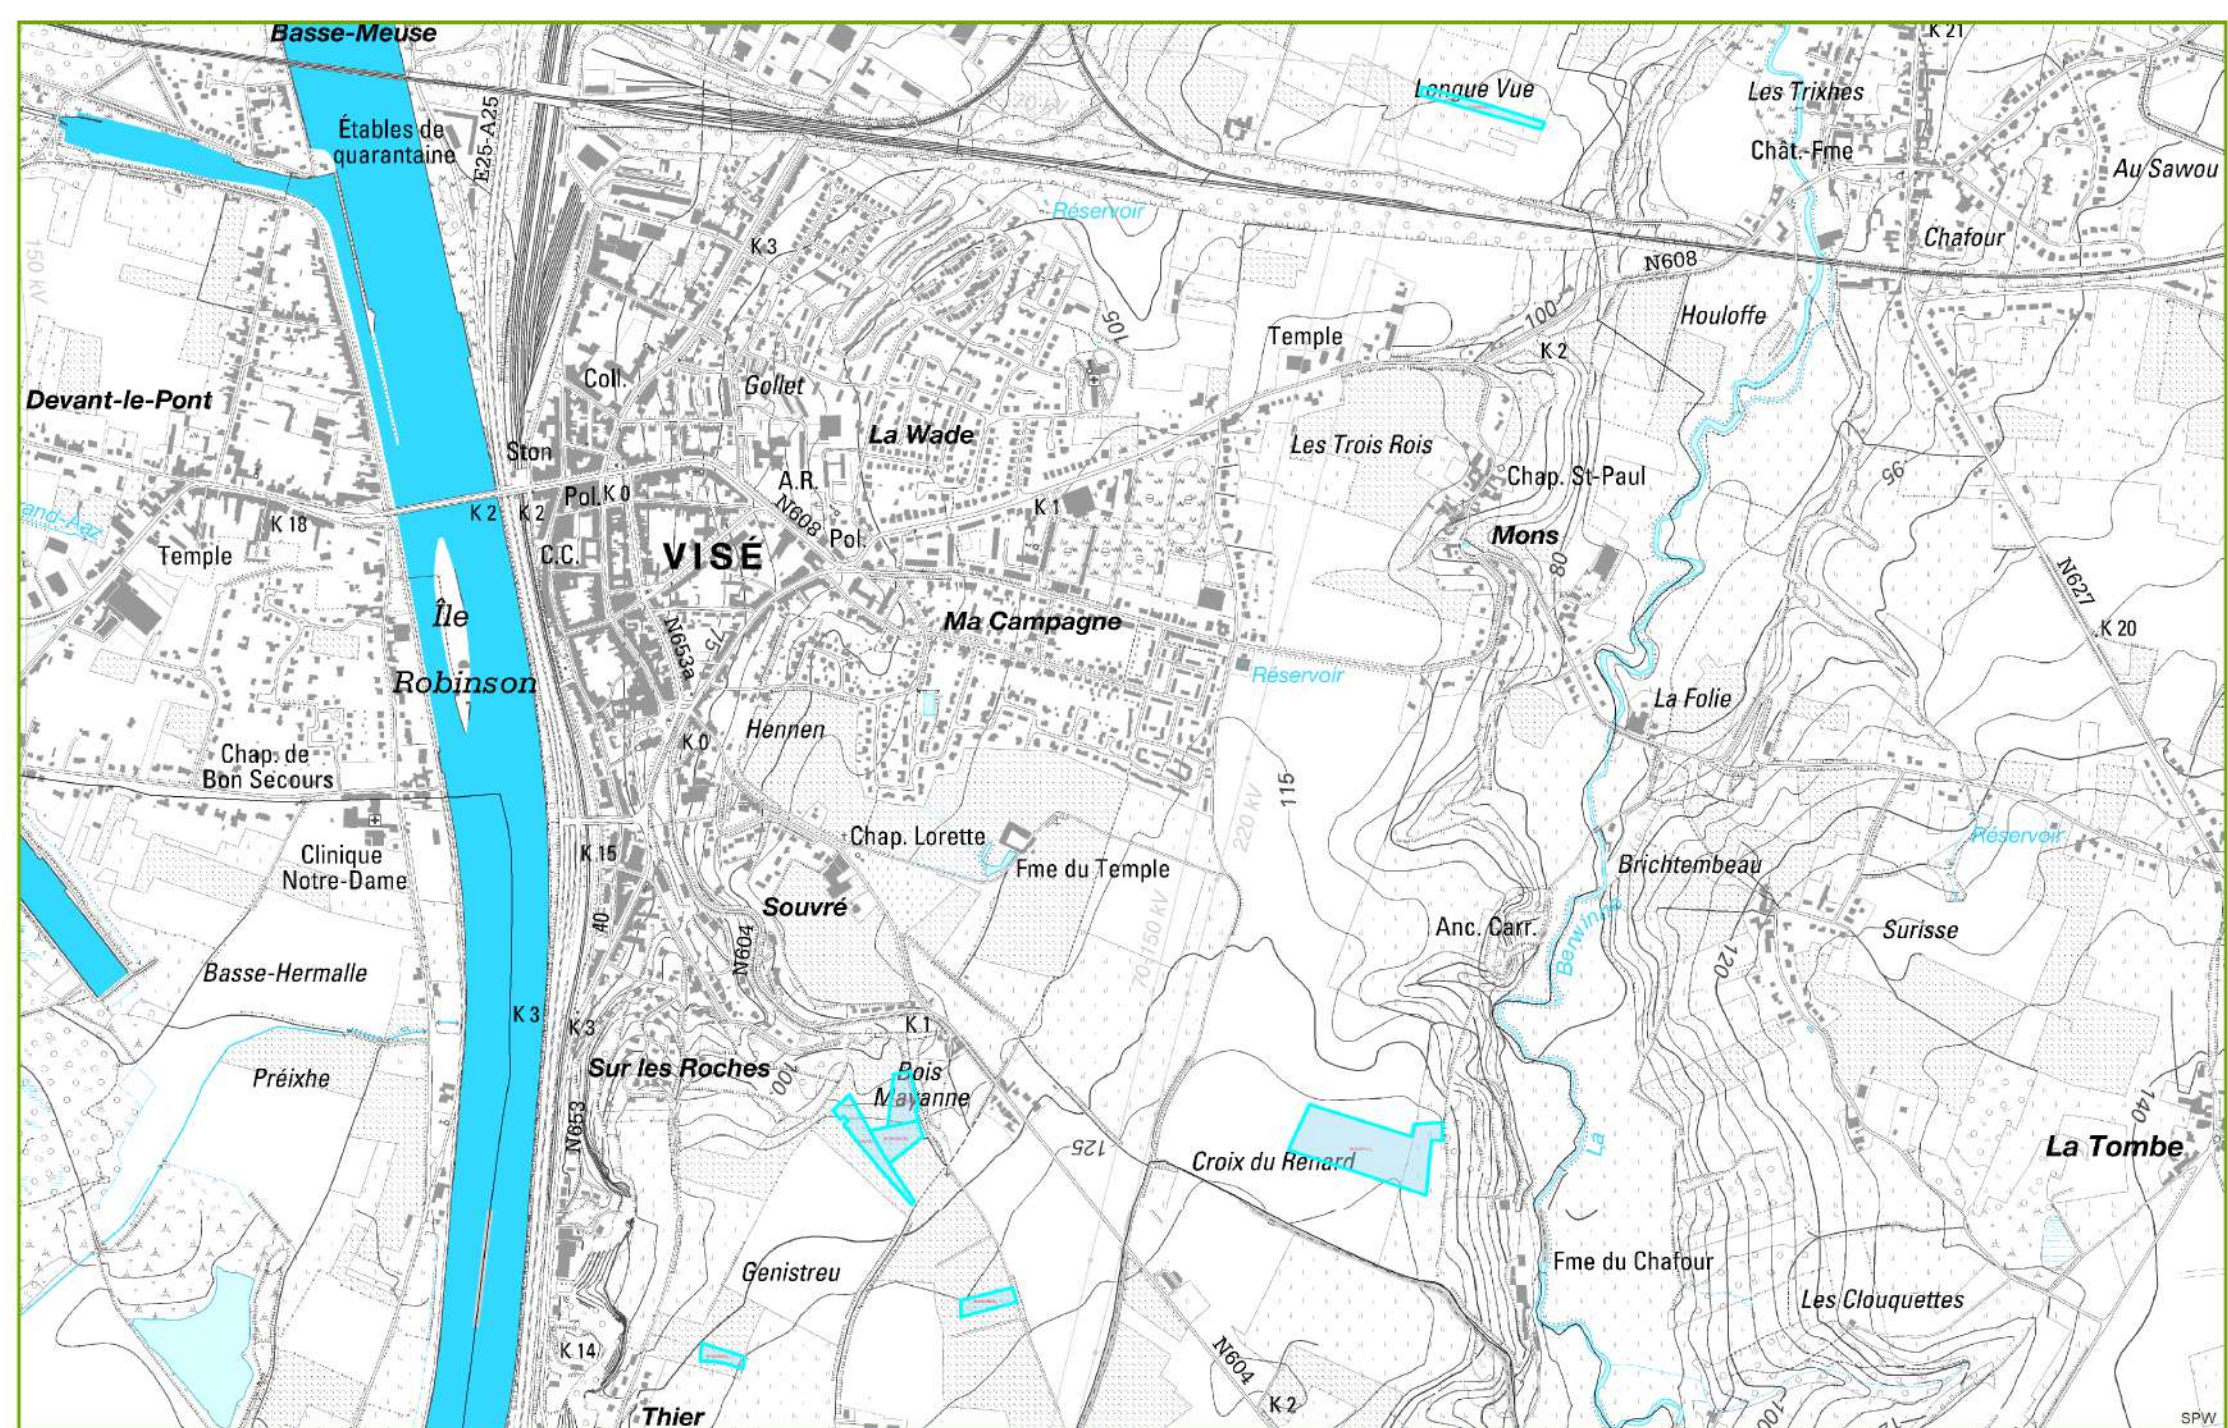 Basse-Meuse
K 21
Longue Vue
Les Trixhes
Étables de
quarantaine
E25-A25
70 kV
Chât.-Fme
Au Sawou
Réservoir
150 kV
K 3
Chafour
N608
105
100
Houloffe
Temple
K 2
Coll.
Gollet
Devant-le-Pont
La Wade
Les Trois Rois
Ston
Chap. St-Paul
95
A.R.
Pol.
K 0
K 18
K 2
K 2
N608
K 1
and-Aaz
Temple
C.C.
VISÉ
Pol.
Mons
80
N627
Île
Ma Campagne
K 20
N653a
75
Robinson
Réservoir
La Folie
Hennen
K 0
Chap. de
Bon Secours
115
220 kV
Chap. Lorette
Réservoir
Clinique
Notre-Dame
K 15
Fme du Temple
Brichtembeau
Souvré
40
Anc. Carr.
Surisse
N604
Berwinne
120
Basse-Hermalle
70-150 kV
K 3
K 3
K 1
Préixhe
Sur les Roches
100
Bois
Mayanne
140
N653
125
La
Croix du Renard
La Tombe
Genistreu
Fme du Chafour
Les Clouquettes
K 14
N604
K 2
Thier
100
SPW